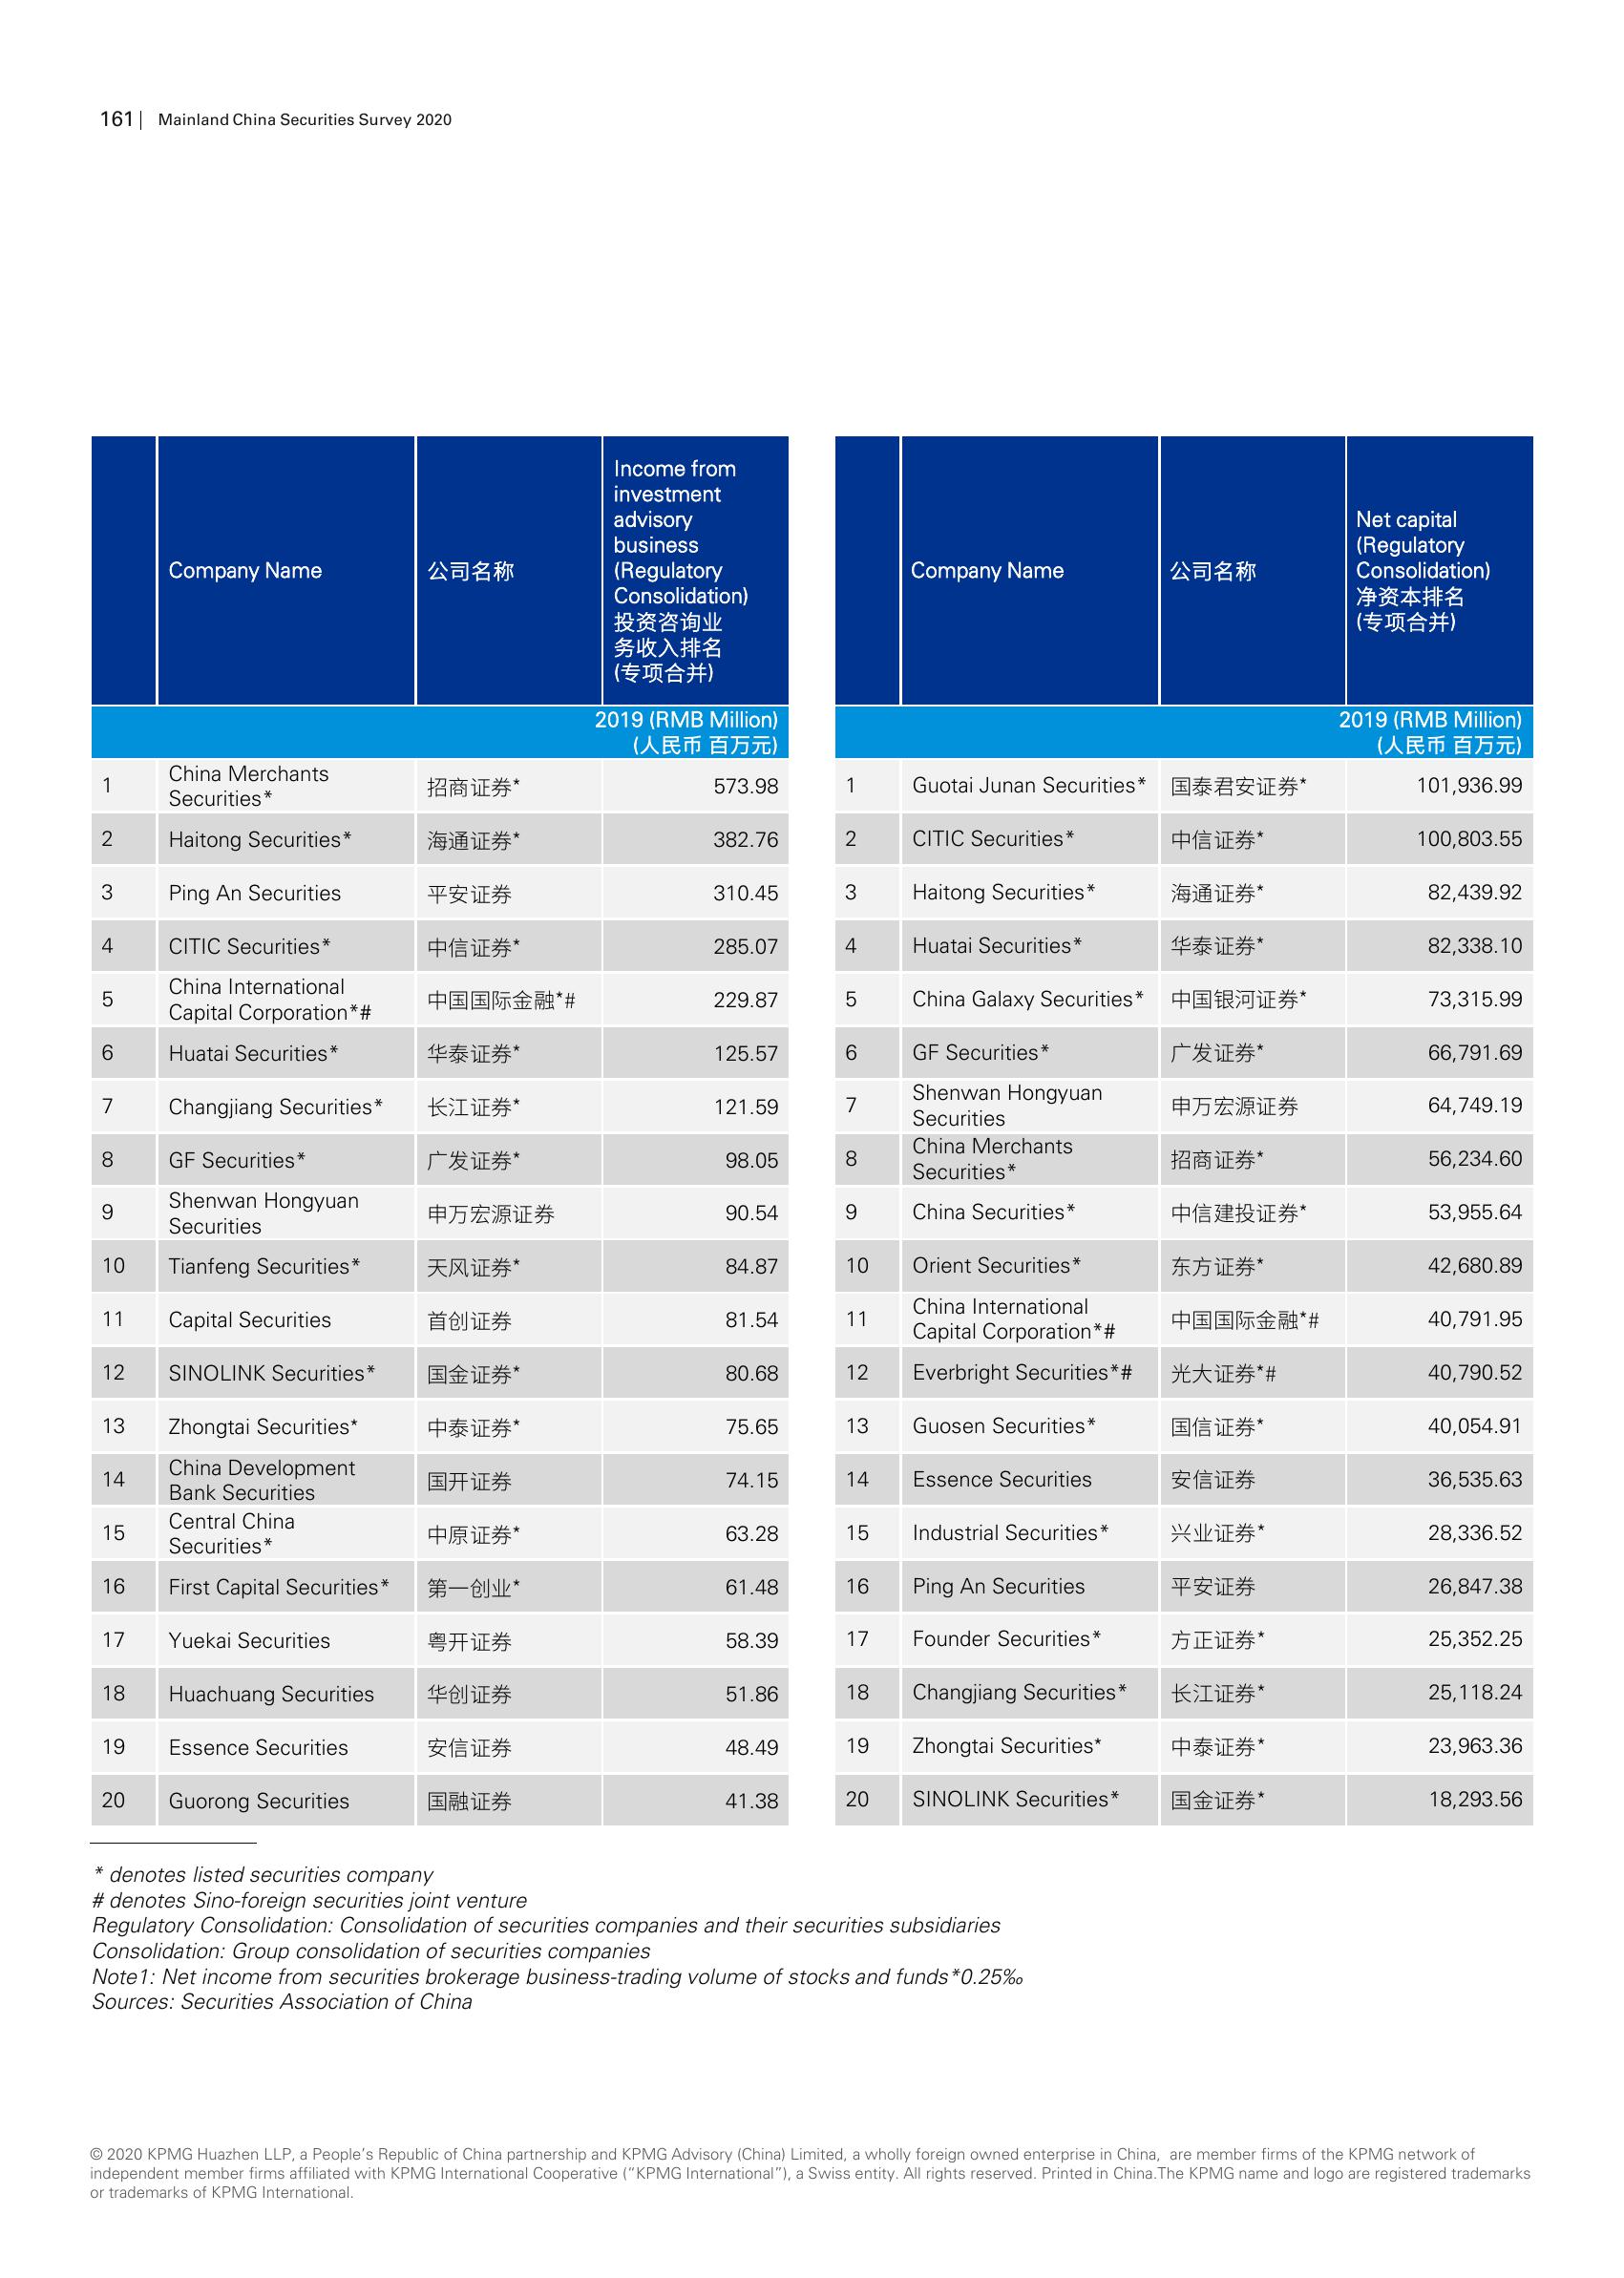 161 | Mainland China Securities Survey 2020
Company Name 公司名称
Income from
investment
advisory
business
(Regulatory
Consolidation)
投资咨询业
务收入排名
(专项合并)
2019 (RMB Million)
(人民币 百万元)
1 China Merchants
Securities* 招商证券* 573.98
2 Haitong Securities* 海通证券* 382.76
3 Ping An Securities 平安证券 310.45
4 CITIC Securities* 中信证券* 285.07
5 China International
Capital Corporation*# 中国国际金融*# 229.87
6 Huatai Securities* 华泰证券* 125.57
7 Changjiang Securities* 长江证券* 121.59
8 GF Securities* 广发证券* 98.05
9 Shenwan Hongyuan
Securities 申万宏源证券 90.54
10 Tianfeng Securities* 天风证券* 84.87
11 Capital Securities 首创证券 81.54
12 SINOLINK Securities* 国金证券* 80.68
13 Zhongtai Securities* 中泰证券* 75.65
14 China Development
Bank Securities 国开证券 74.15
15 Central China
Securities* 中原证券* 63.28
16 First Capital Securities* 第一创业* 61.48
17 Yuekai Securities 粤开证券 58.39
18 Huachuang Securities 华创证券 51.86
19 Essence Securities 安信证券 48.49
20 Guorong Securities 国融证券 41.38
Company Name 公司名称
Net capital
(Regulatory
Consolidation)
净资本排名
(专项合并)
2019 (RMB Million)
(人民币 百万元)
1 Guotai Junan Securities* 国泰君安证券* 101,936.99
2 CITIC Securities* 中信证券* 100,803.55
3 Haitong Securities* 海通证券* 82,439.92
4 Huatai Securities* 华泰证券* 82,338.10
5 China Galaxy Securities* 中国银河证券* 73,315.99
6 GF Securities* 广发证券* 66,791.69
7 Shenwan Hongyuan
Securities 申万宏源证券 64,749.19
8 China Merchants
Securities* 招商证券* 56,234.60
9 China Securities* 中信建投证券* 53,955.64
10 Orient Securities* 东方证券* 42,680.89
11 China International
Capital Corporation*# 中国国际金融*# 40,791.95
12 Everbright Securities*# 光大证券*# 40,790.52
13 Guosen Securities* 国信证券* 40,054.91
14 Essence Securities 安信证券 36,535.63
15 Industrial Securities* 兴业证券* 28,336.52
16 Ping An Securities 平安证券 26,847.38
17 Founder Securities* 方正证券* 25,352.25
18 Changjiang Securities* 长江证券* 25,118.24
19 Zhongtai Securities* 中泰证券* 23,963.36
20 SINOLINK Securities* 国金证券* 18,293.56
* denotes listed securities company
# denotes Sino-foreign securities joint venture
Regulatory Consolidation: Consolidation of securities companies and their securities subsidiaries
Consolidation: Group consolidation of securities companies
Note1: Net income from securities brokerage business-trading volume of stocks and funds*0.25‰
Sources: Securities Association of China
© 2020 KPMG Huazhen LLP, a People’s Republic of China partnership and KPMG Advisory (China) Limited, a wholly foreign owned enterprise in China, are member firms of the KPMG network of
independent member firms affiliated with KPMG International Cooperative (“KPMG International”), a Swiss entity. All rights reserved. Printed in China.The KPMG name and logo are registered trademarks
or trademarks of KPMG International.